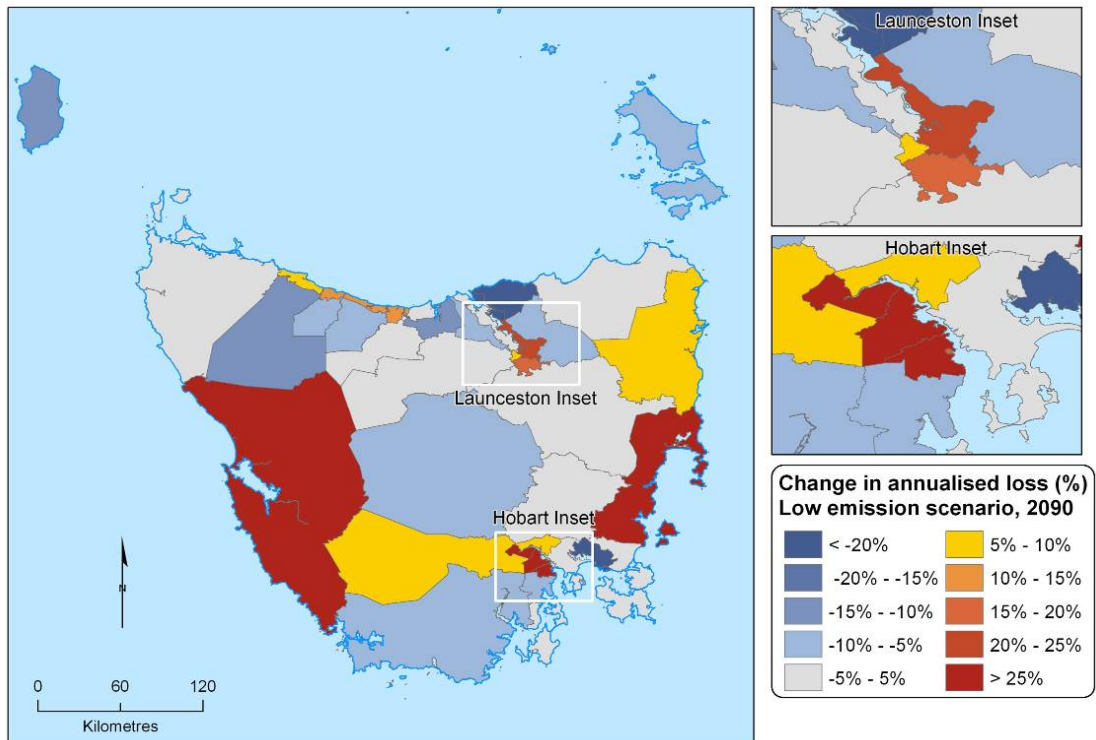 Launceston Inset
Hobart Inset
Launceston Inset
Hobart Inset
N
0 60 120
Kilometres
Change in annualised loss (%)
Low emission scenario, 2090
< -20%
-20% - -15%
-15% - -10%
-10% - -5%
-5% - 5%
5% - 10%
10% - 15%
15% - 20%
20% - 25%
> 25%